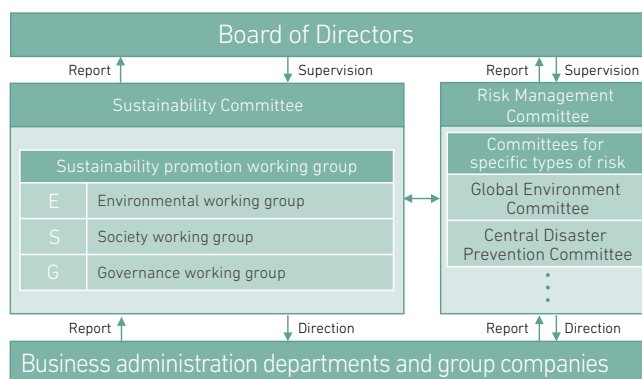 Board of Directors
Report
Supervision
Report
Supervision
Sustainability Committee
Sustainability promotion working group
E
Environmental working group
S
Society working group
G
Governance working group
Risk Management
Committee
Committees for
specific types of risk
Global Environment
Committee
Central Disaster
Prevention Committee
Report
Direction
Report
Direction
Business administration departments and group companies